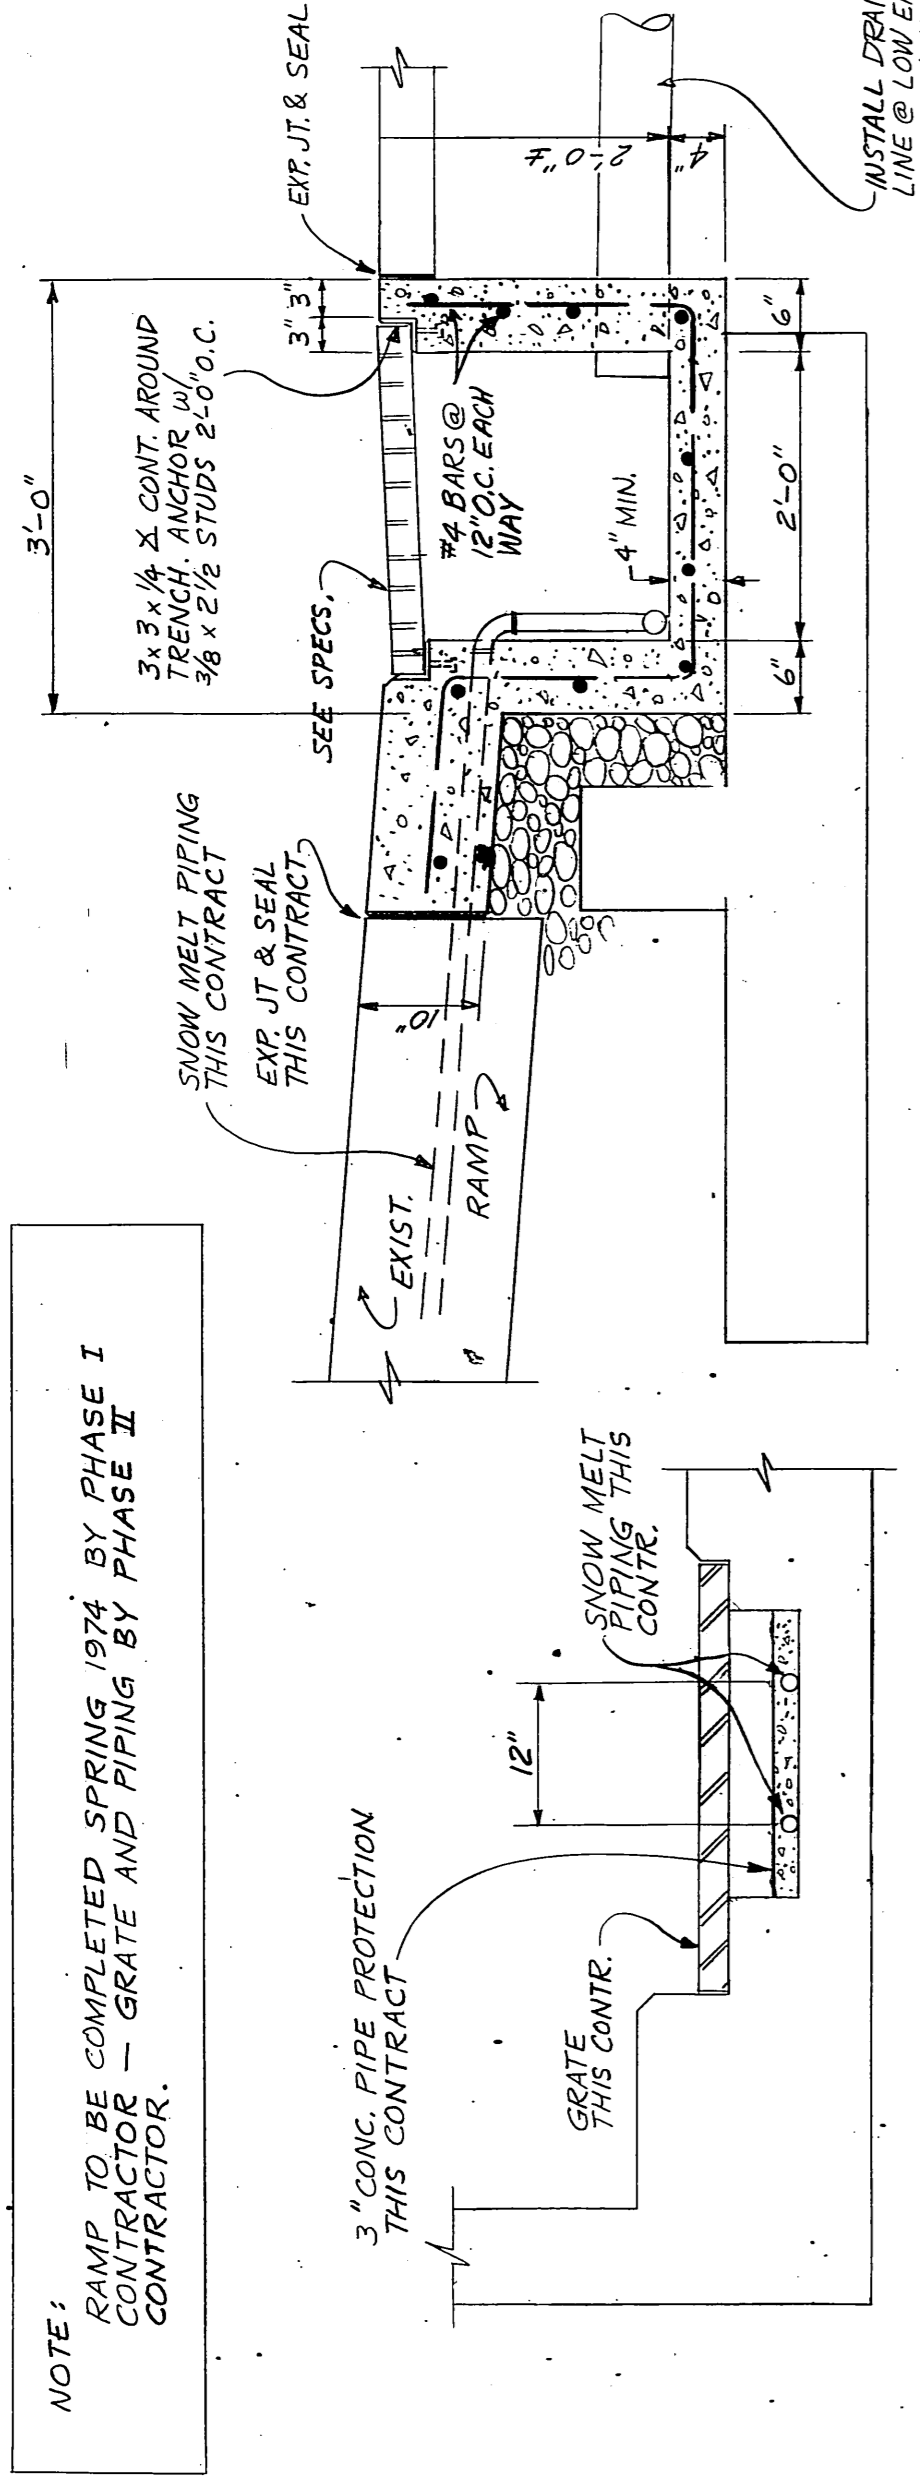 NOTE:
RAMP TO BE COMPLETED SPRING 1974 BY PHASE I
CONTRACTOR — GRATE AND PIPING BY PHASE II
CONTRACTOR.
3" CONC. PIPE PROTECTION
THIS CONTRACT
GRATE
THIS CONTR.
12"
SNOW MELT
PIPING THIS
CONTR.
SNOW MELT PIPING
THIS CONTRACT
EXP. JT & SEAL
THIS CONTRACT
EXIST.
RAMP
10"
3'-0"
3 x 3 x 1/4 ∡ CONT. AROUND
TRENCH. ANCHOR W/
3/8 x 2 1/2 STUDS 2'-0" O.C.
SEE SPECS.
3" 3"
EXP. JT. & SEAL
#4 BARS @
12" O.C. EACH
WAY
4" MIN.
2'-0"±
4"
6"
2'-0"
6"
INSTALL
LINE @ LOW